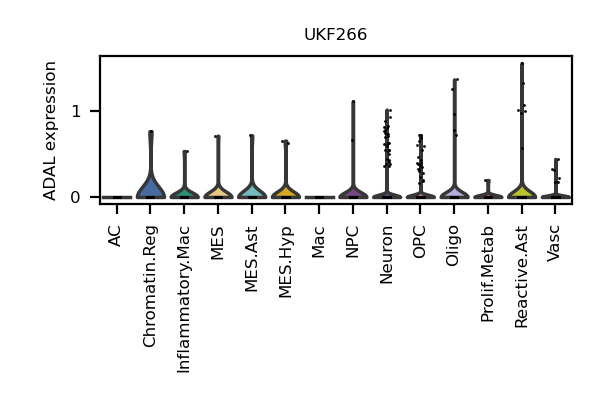 UKF266
ADAL expression
1
0
AC
Chromatin.Reg
Inflammatory.Mac
MES
MES.Ast
MES.Hyp
Mac
NPC
Neuron
OPC
Oligo
Prolif.Metab
Reactive.Ast
Vasc